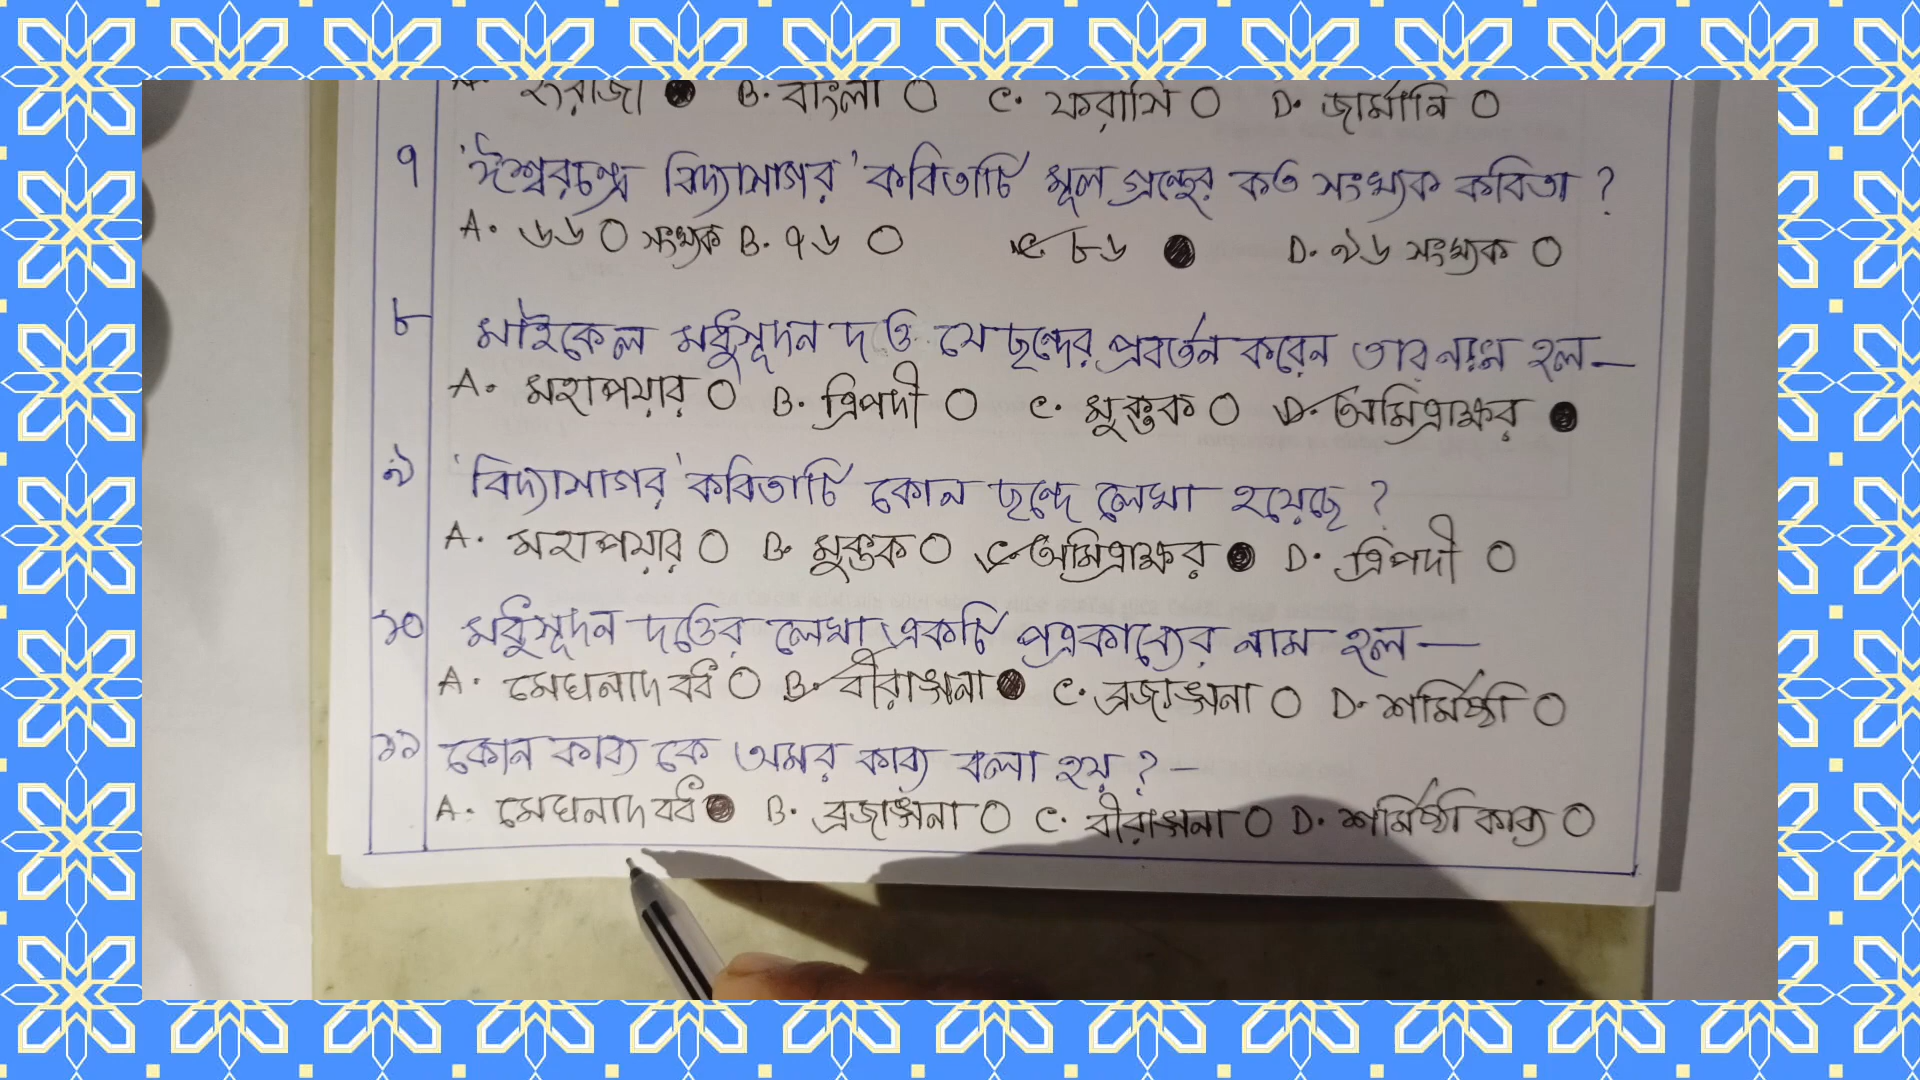 A. ইংরাজী B. বাংলা C. ফরাসি D. জার্মানি
৭ 'ঈশ্বরচন্দ্র বিদ্যাসাগর' কবিতাটি মূল গ্রন্থের কত সংখ্যক কবিতা ?
A. ৬৬ সংখ্যক B. ৭৬ C. ৮৬ D. ৯৬ সংখ্যক
৮ মাইকেল মধুসূদন দত্ত যে ছন্দের প্রবর্তন করেন তার নাম হল—
A. মহাপয়ার B. ত্রিপদী C. মুক্তক D. অমিত্রাক্ষর
৯ 'বিদ্যাসাগর' কবিতাটি কোন ছন্দে লেখা হয়েছে ?
A. মহাপয়ার B. মুক্তক C. অমিত্রাক্ষর D. ত্রিপদী
১০ মধুসূদন দত্তের লেখা একটি পত্রকাব্যের নাম হল —
A. মেঘনাদ বধ B. বীরাঙ্গনা C. ব্রজাঙ্গনা D. শর্মিষ্ঠা
১১ কোন কাব্য কে অমর কাব্য বলা হয় ? —
A. মেঘনাদ বধ B. ব্রজাঙ্গনা C. বীরাঙ্গনা D. শর্মিষ্ঠা কাব্য